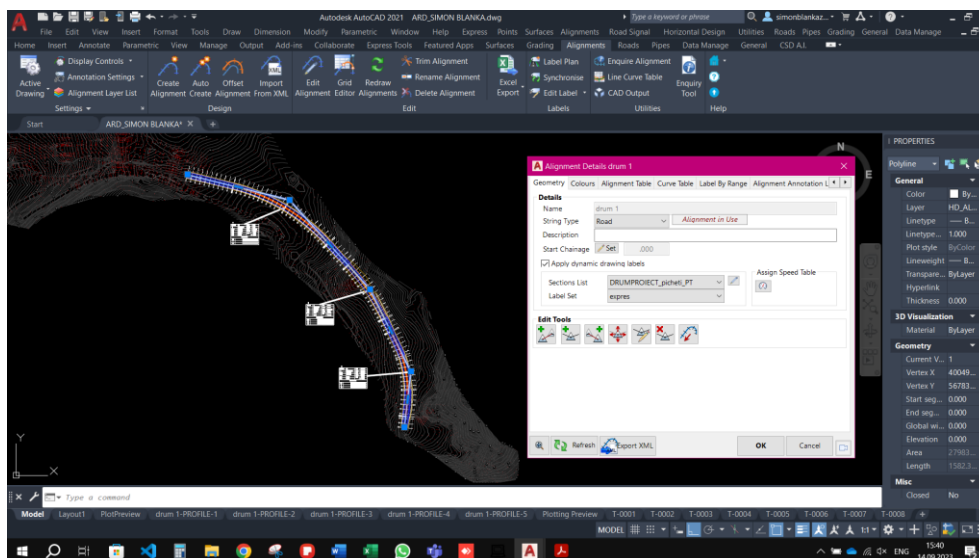 Autodesk AutoCAD 2021 ARD_SIMON BLANKA.dwg
Type a keyword or phrase
simonblankaz...
File Edit View Insert Format Tools Draw Dimension Modify Parametric Window Help Express Points Surfaces Alignments Road Signal Horizontal Design Utilities Roads Pipes Grading General Data Manage
Home Insert Annotate Parametric View Manage Output Add-ins Collaborate Express Tools Featured Apps Surfaces Grading Alignments Roads Pipes Data Manage General CSD A.I.
Active Drawing
Display Controls
Annotation Settings
Alignment Layer List
Settings
Create Alignment
Auto Create
Offset Alignment
Import From XML
Design
Edit Alignment
Grid Editor
Redraw Alignments
Trim Alignment
Rename Alignment
Delete Alignment
Edit
Excel Export
Label Plan
Synchronise
Edit Label
Labels
Enquire Alignment
Line Curve Table
CAD Output
Utilities
Enquiry Tool
Help
Start
ARD_SIMON BLANKA*
N
E
Alignment Details drum 1
Geometry Colours Alignment Table Curve Table Label By Range Alignment Annotation L
Details
Name drum 1
String Type Road Alignment in Use
Description
Start Chainage Set .000
Apply dynamic drawing labels
Sections List DRUMPROIECT_picheti_PT
Label Set expres
Assign Speed Table
Edit Tools
Refresh
Export XML
OK
Cancel
PROPERTIES
Polyline
General
Color By...
Layer HD_AL...
Linetype B...
Linetype... 1.000
Plot style ByColor
Lineweight B...
Transpare... ByLayer
Hyperlink
Thickness 0.000
3D Visualization
Material ByLayer
Geometry
Current V... 1
Vertex X 40049...
Vertex Y 56783...
Start seg... 0.000
End seg... 0.000
Global wi... 0.000
Elevation 0.000
Area 27983...
Length 1582.3...
Misc
Closed No
Y
X
Type a command
Model Layout1 PlotPreview drum 1-PROFILE-1 drum 1-PROFILE-2 drum 1-PROFILE-3 drum 1-PROFILE-4 drum 1-PROFILE-5 Plotting Preview T-0001 T-0002 T-0003 T-0004 T-0005 T-0006 T-0007 T-0008
MODEL
1:1
ENG
15:40
14.09.2023